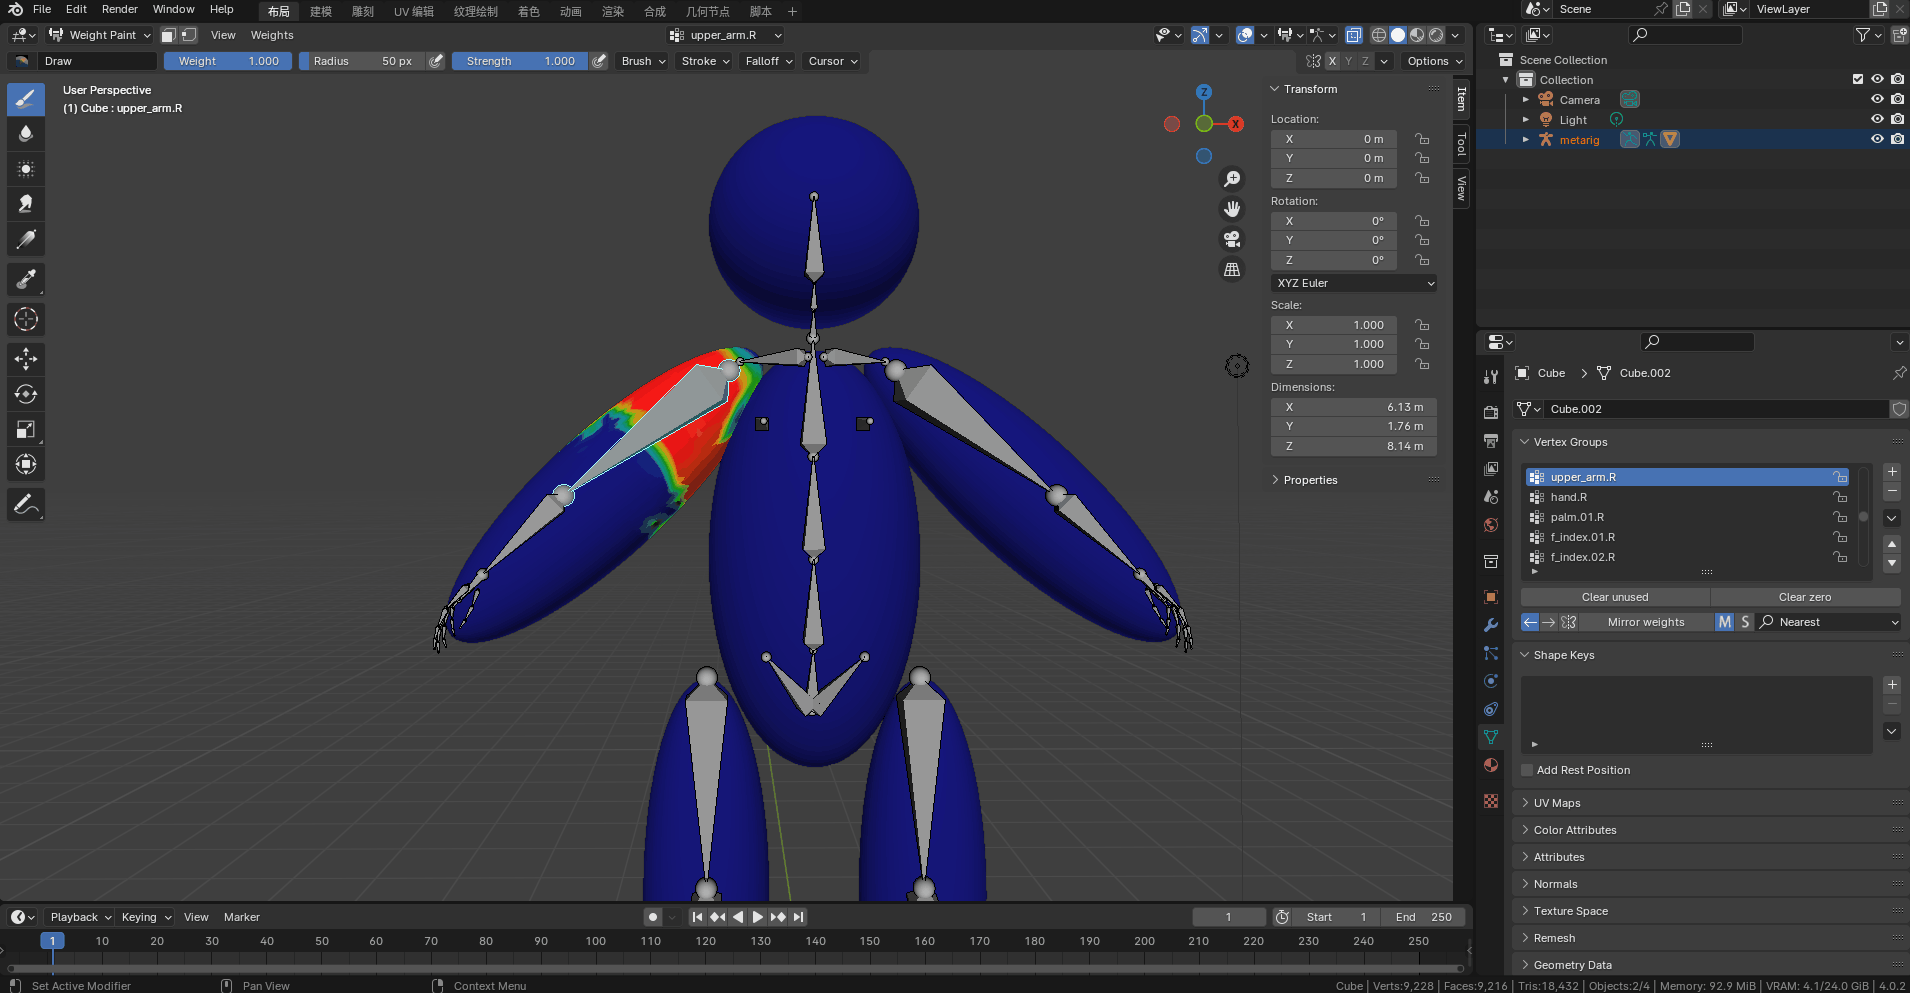 File Edit Render Window Help 布局 建模 雕刻 UV 编辑 纹理绘制 着色 动画 渲染 合成 几何节点 脚本 + Scene ViewLayer
Weight Paint View Weights upper_arm.R
Draw Weight 1.000 Radius 50 px Strength 1.000 Brush Stroke Falloff Cursor X Y Z Options
User Perspective
(1) Cube : upper_arm.R
Z
X
Transform
Location:
X 0 m
Y 0 m
Z 0 m
Rotation:
X 0°
Y 0°
Z 0°
XYZ Euler
Scale:
X 1.000
Y 1.000
Z 1.000
Dimensions:
X 6.13 m
Y 1.76 m
Z 8.14 m
Properties
Item
Tool
View
Scene Collection
Collection
Camera
Light
metarig
Cube > Cube.002
Cube.002
Vertex Groups
upper_arm.R
hand.R
palm.01.R
f_index.01.R
f_index.02.R
Clear unused Clear zero
Mirror weights M S Nearest
Shape Keys
Add Rest Position
UV Maps
Color Attributes
Attributes
Normals
Texture Space
Remesh
Geometry Data
Playback Keying View Marker 1 Start 1 End 250
1 10 20 30 40 50 60 70 80 90 100 110 120 130 140 150 160 170 180 190 200 210 220 230 240 250
Set Active Modifier Pan View Context Menu Cube | Verts:9,228 | Faces:9,216 | Tris:18,432 | Objects:2/4 | Memory: 92.9 MiB | VRAM: 4.1/24.0 GiB | 4.0.2